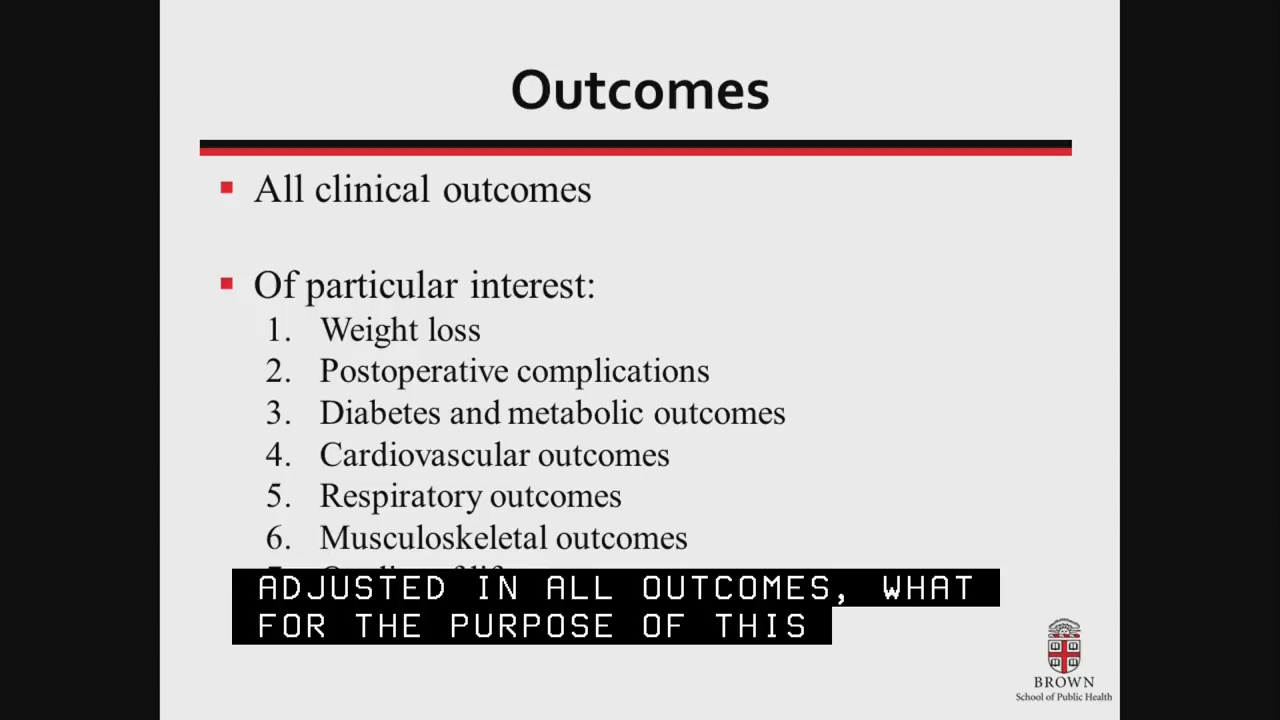 Outcomes
▪ All clinical outcomes
▪ Of particular interest:
1. Weight loss
2. Postoperative complications
3. Diabetes and metabolic outcomes
4. Cardiovascular outcomes
5. Respiratory outcomes
6. Musculoskeletal outcomes
ADJUSTED IN ALL OUTCOMES, WHAT
FOR THE PURPOSE OF THIS
BROWN
School of Public Health